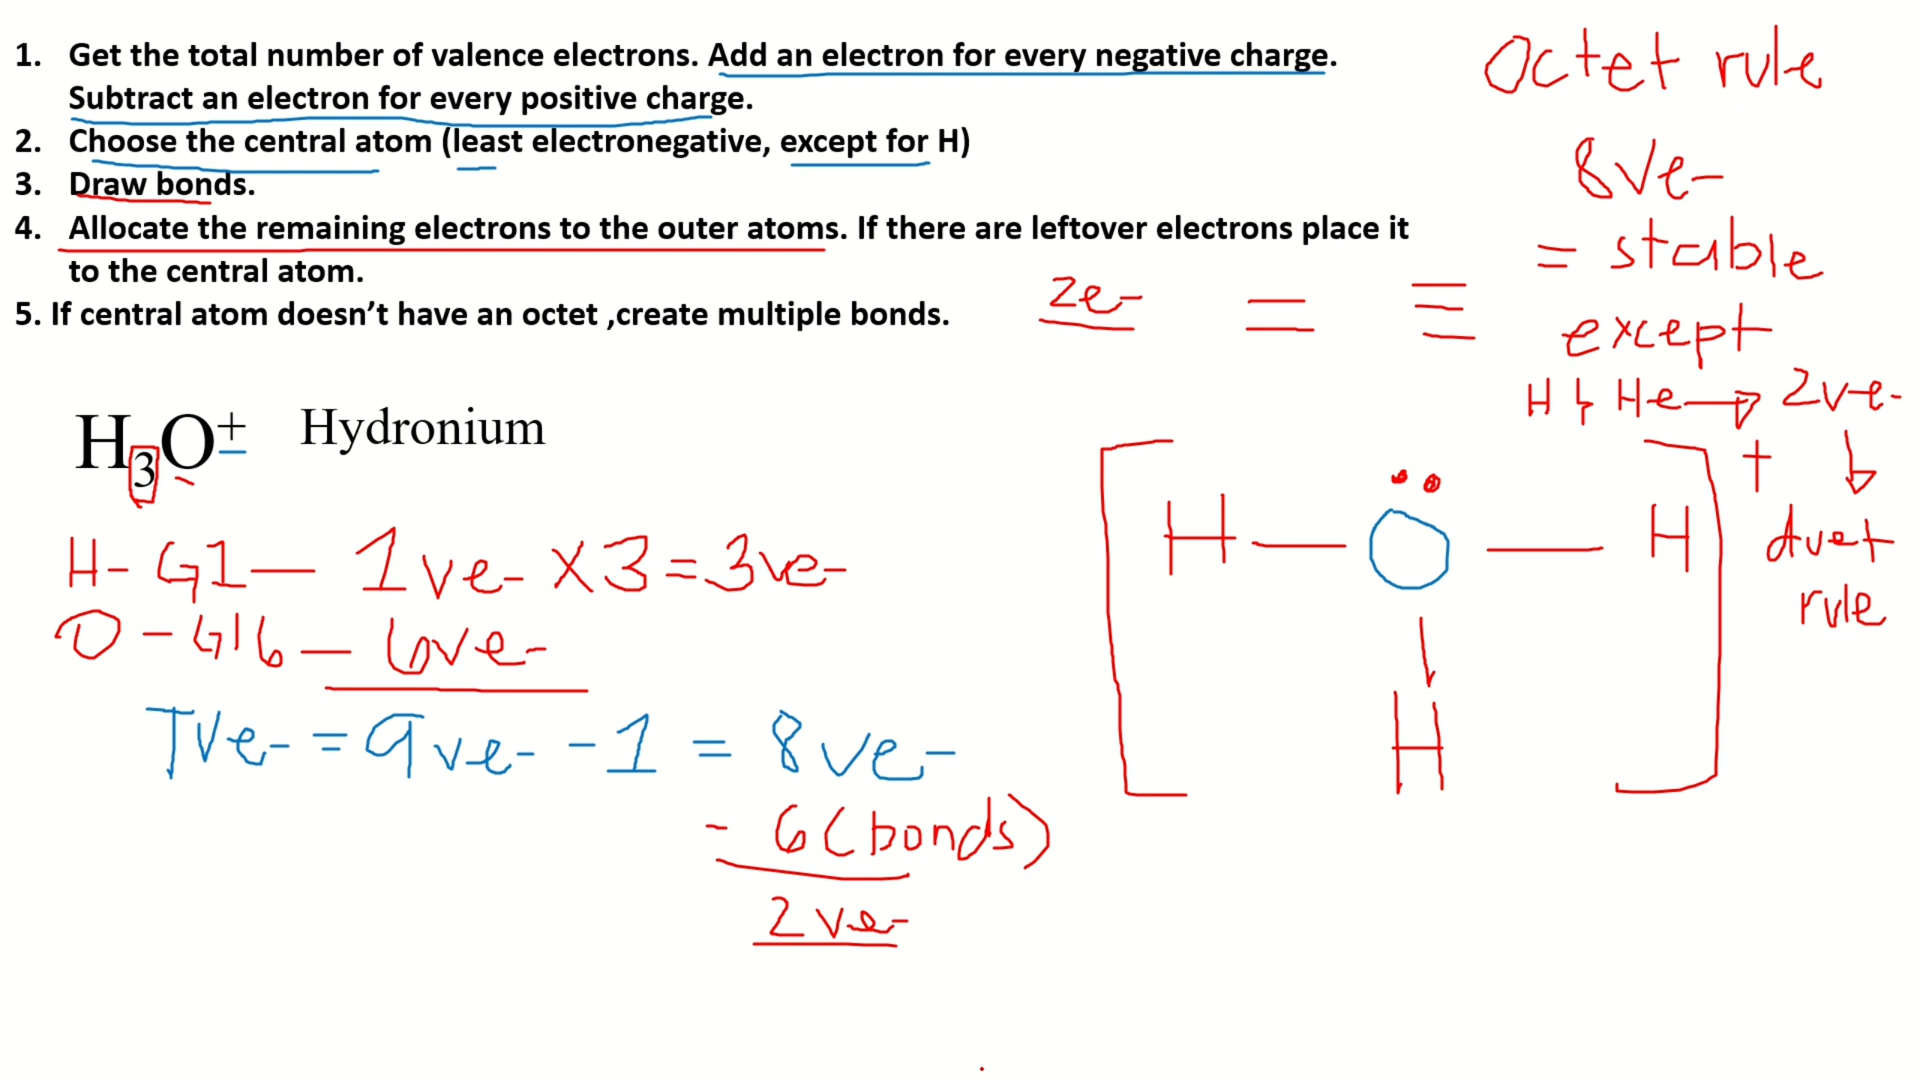 1. Get the total number of valence electrons. Add an electron for every negative charge.
Subtract an electron for every positive charge.
2. Choose the central atom (least electronegative, except for H)
3. Draw bonds.
4. Allocate the remaining electrons to the outer atoms. If there are leftover electrons place it
to the central atom.
5. If central atom doesn’t have an octet ,create multiple bonds.
Octet rule
8ve-
= stable
except
2e-
H & He → 2ve-
duet
rule
H3O+ Hydronium
H- G1— 1ve- X3=3ve-
O - G16 — 6ve-
Tve- = 9ve- -1 = 8ve-
- 6(bonds)
2ve-
H — O — H
H
+